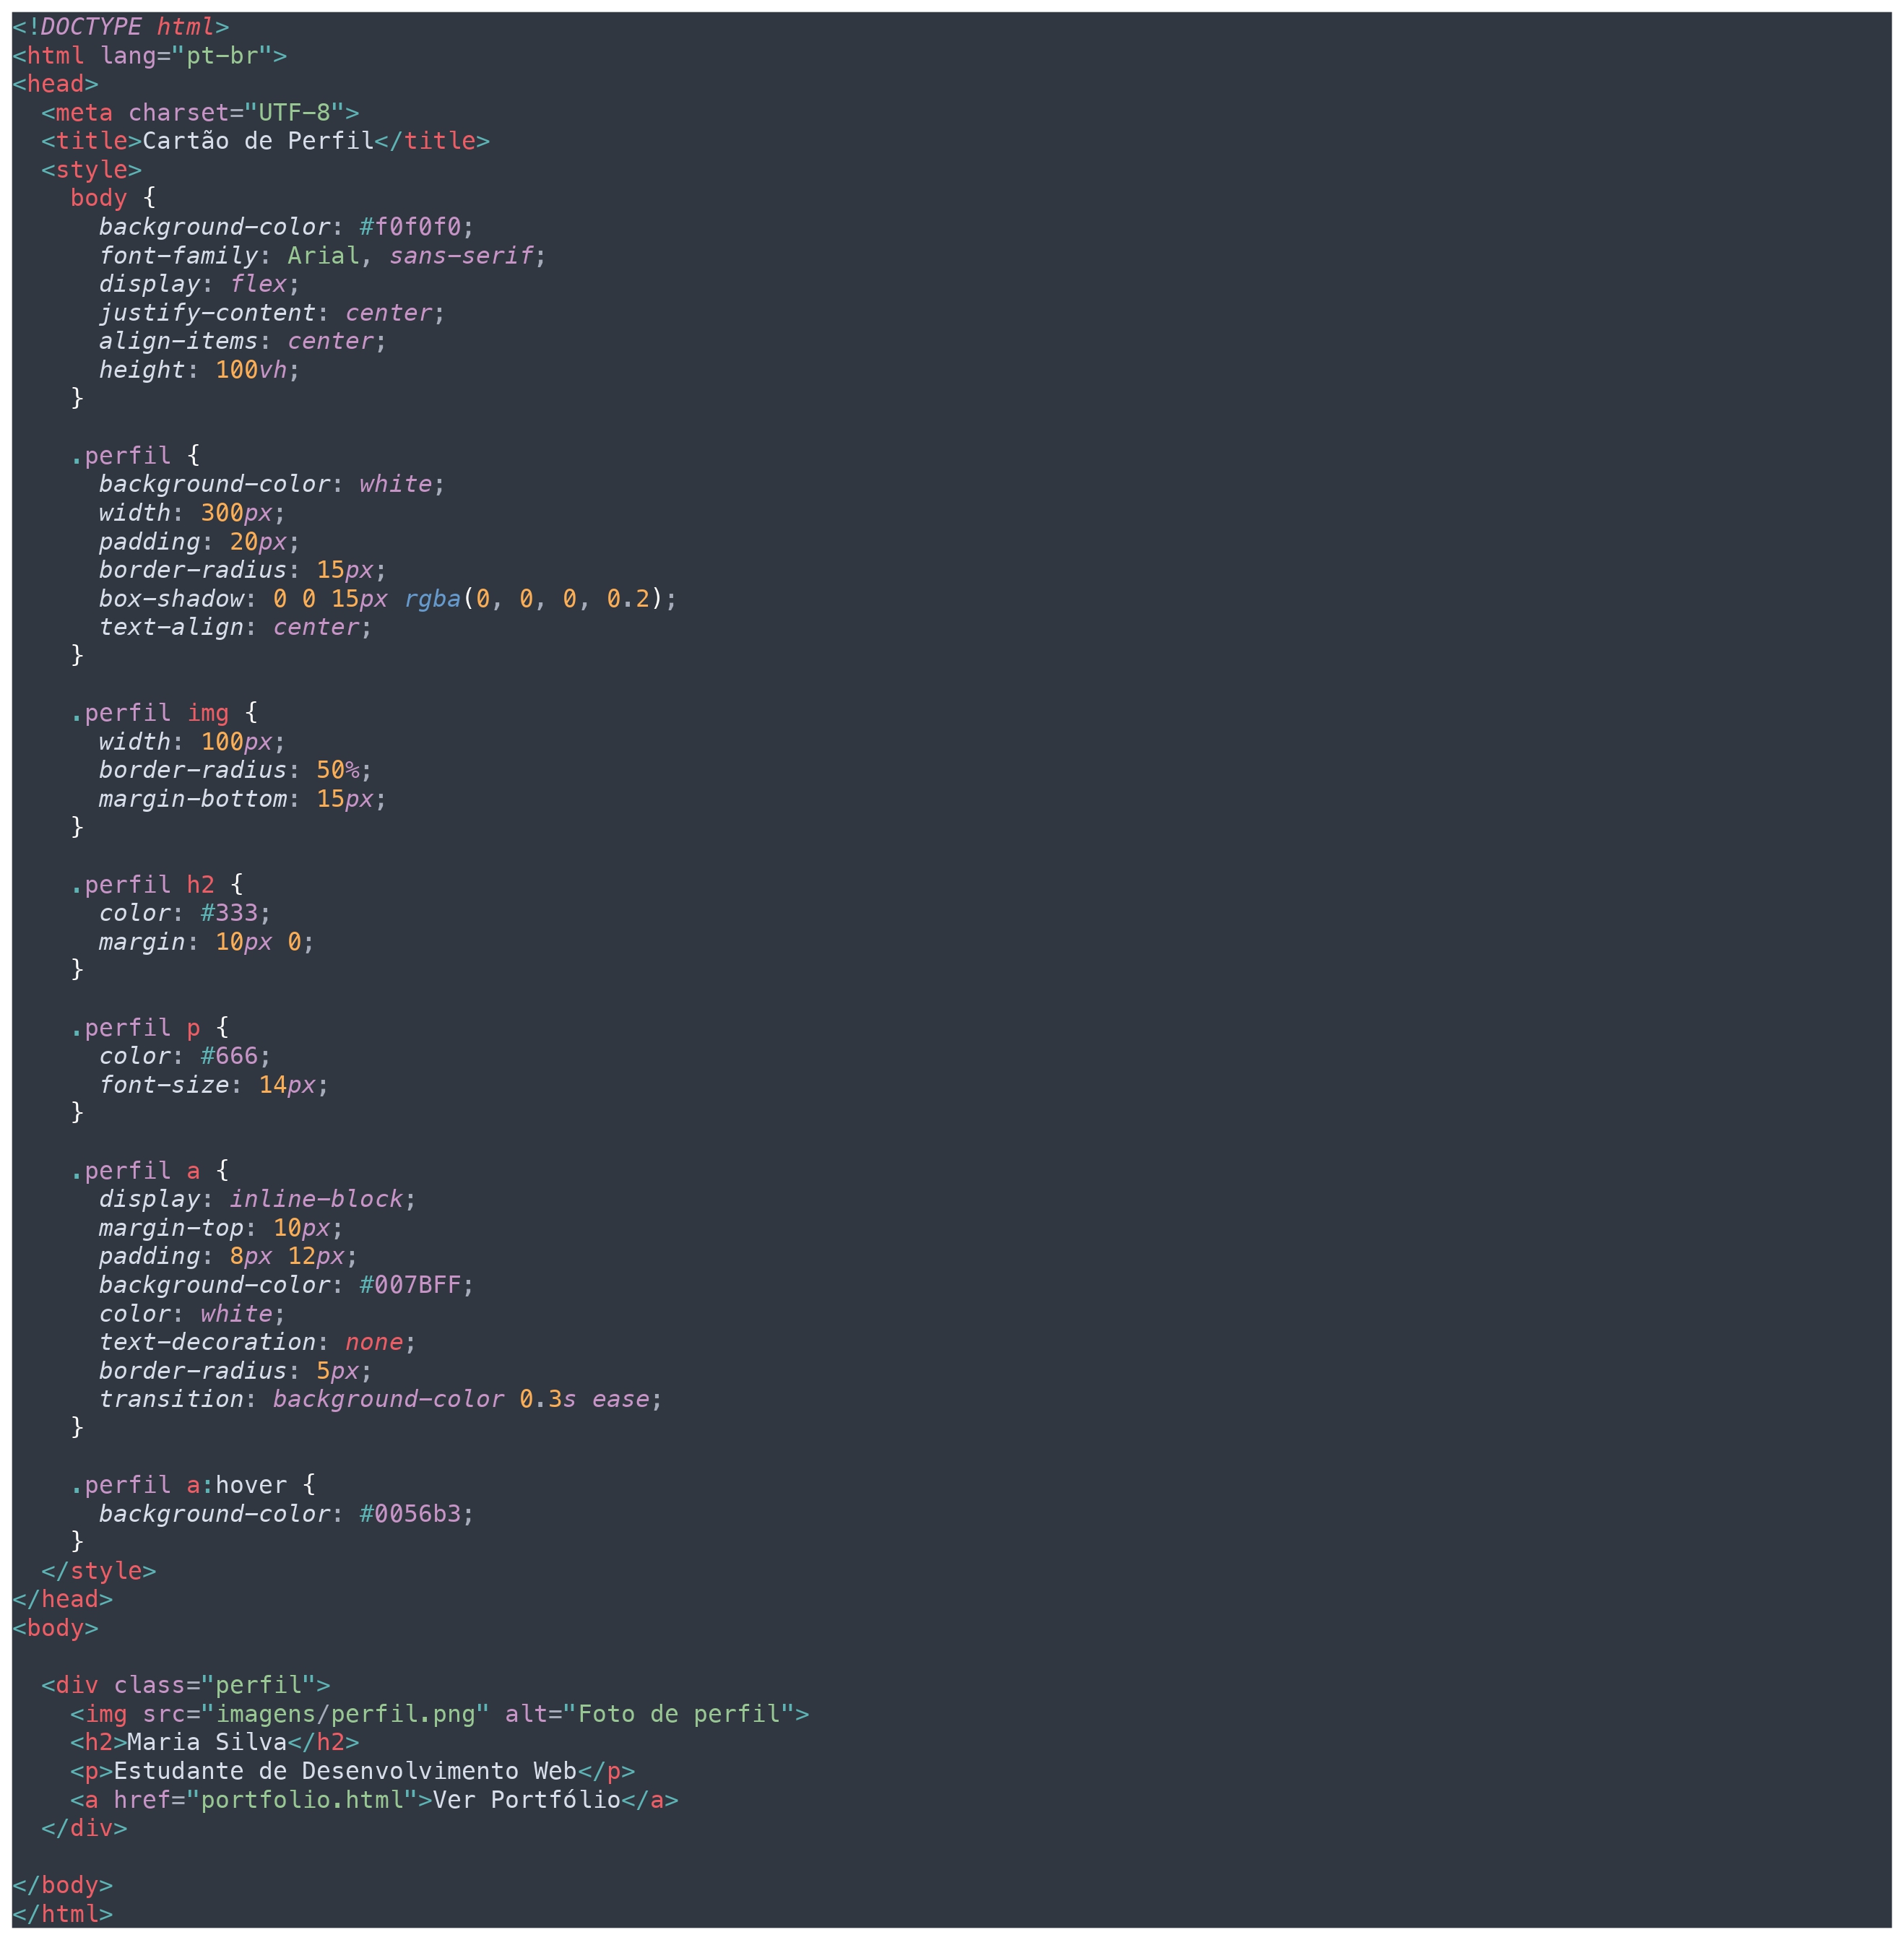 <!DOCTYPE html>
<html lang="pt-br">
<head>
  <meta charset="UTF-8">
  <title>Cartão de Perfil</title>
  <style>
    body {
      background-color: #f0f0f0;
      font-family: Arial, sans-serif;
      display: flex;
      justify-content: center;
      align-items: center;
      height: 100vh;
    }

    .perfil {
      background-color: white;
      width: 300px;
      padding: 20px;
      border-radius: 15px;
      box-shadow: 0 0 15px rgba(0, 0, 0, 0.2);
      text-align: center;
    }

    .perfil img {
      width: 100px;
      border-radius: 50%;
      margin-bottom: 15px;
    }

    .perfil h2 {
      color: #333;
      margin: 10px 0;
    }

    .perfil p {
      color: #666;
      font-size: 14px;
    }

    .perfil a {
      display: inline-block;
      margin-top: 10px;
      padding: 8px 12px;
      background-color: #007BFF;
      color: white;
      text-decoration: none;
      border-radius: 5px;
      transition: background-color 0.3s ease;
    }

    .perfil a:hover {
      background-color: #0056b3;
    }
  </style>
</head>
<body>

  <div class="perfil">
    <img src="imagens/perfil.png" alt="Foto de perfil">
    <h2>Maria Silva</h2>
    <p>Estudante de Desenvolvimento Web</p>
    <a href="portfolio.html">Ver Portfólio</a>
  </div>

</body>
</html>